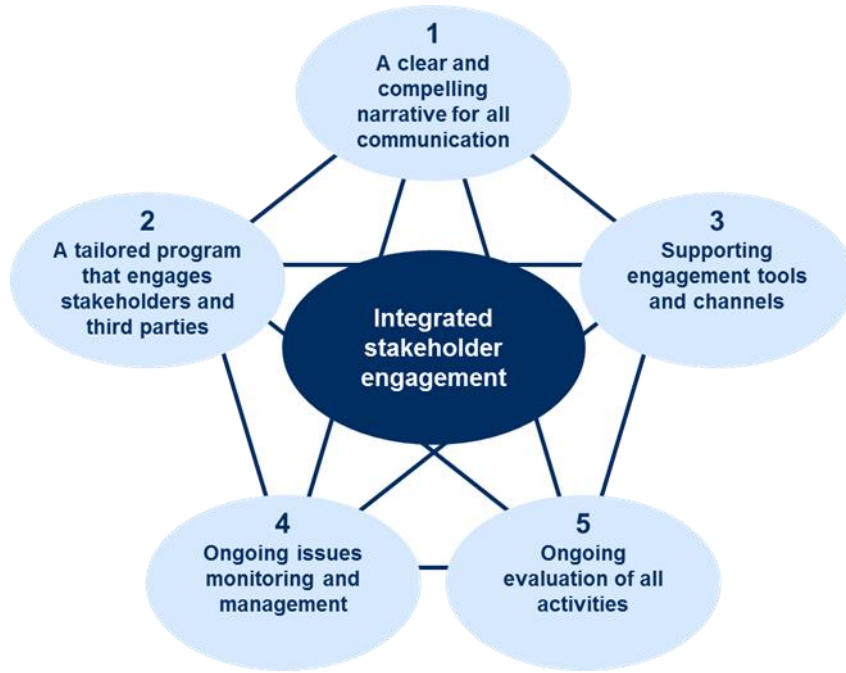 1
A clear and
compelling
narrative for all
communication
2
A tailored program
that engages
stakeholders and
third parties
3
Supporting
engagement tools
and channels
Integrated
stakeholder
engagement
4
Ongoing issues
monitoring and
management
5
Ongoing
evaluation of all
activities